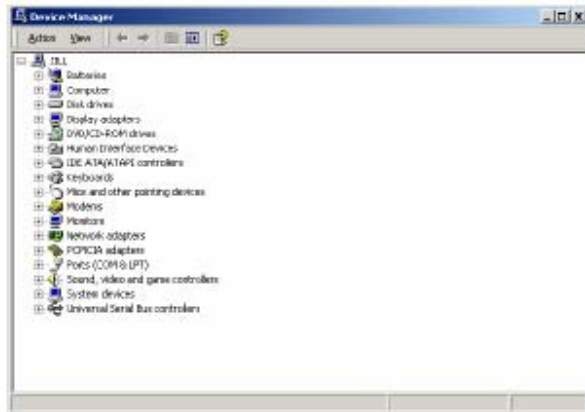 Device Manager
Action View
JILL
Batteries
Computer
Disk drives
Display adapters
DVD/CD-ROM drives
Human Interface Devices
IDE ATA/ATAPI controllers
Keyboards
Mice and other pointing devices
Modems
Monitors
Network adapters
PCMCIA adapters
Ports (COM & LPT)
Sound, video and game controllers
System devices
Universal Serial Bus controllers